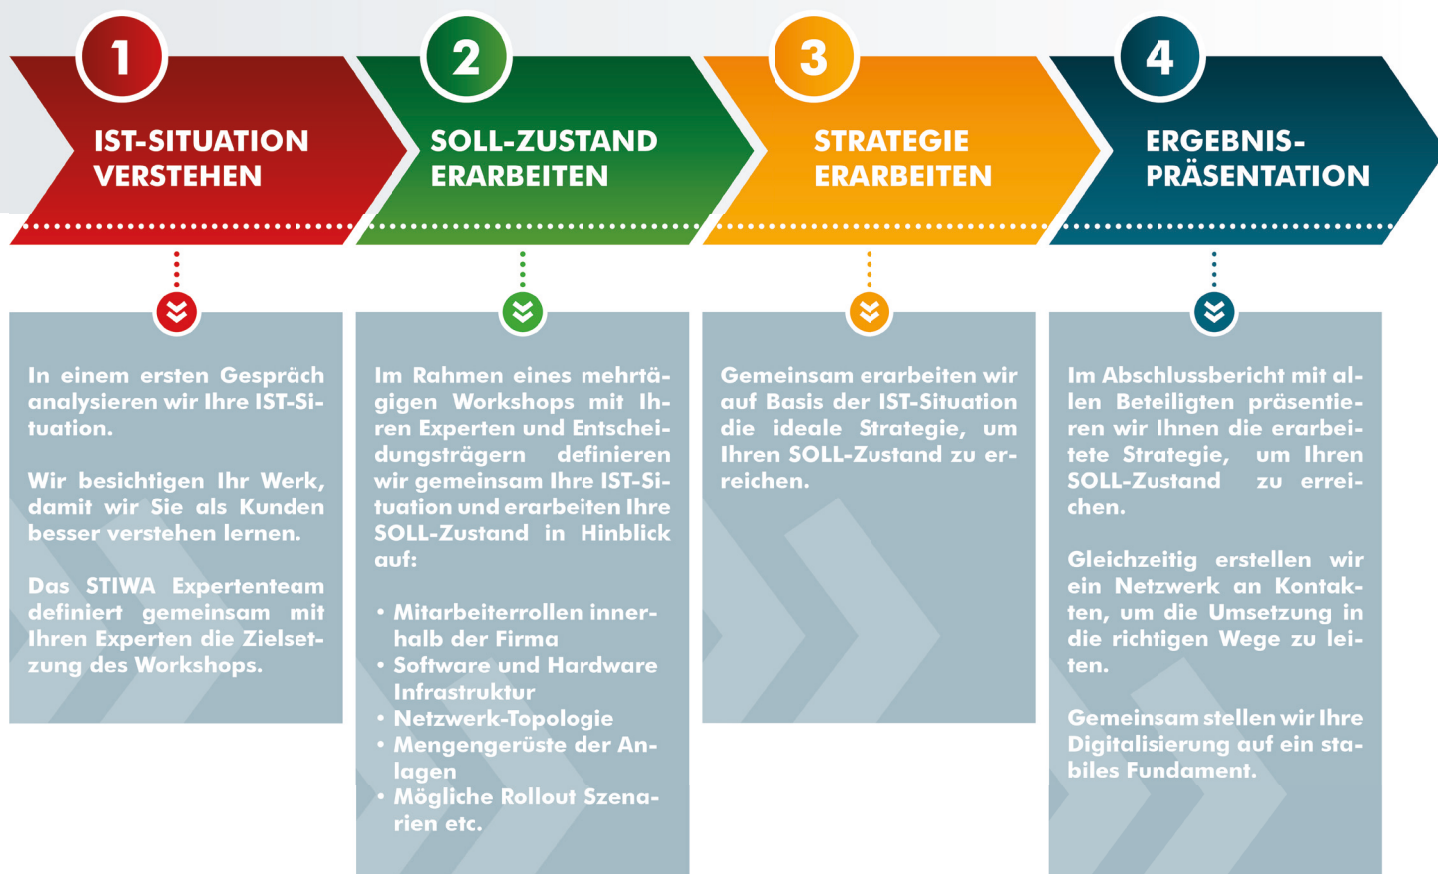 1
IST-SITUATION
VERSTEHEN
In einem ersten Gespräch
analysieren wir Ihre IST-Si-
tuation.
Wir besichtigen Ihr Werk,
damit wir Sie als Kunden
besser verstehen lernen.
Das STIWA Expertenteam
definiert gemeinsam mit
Ihren Experten die Zielset-
zung des Workshops.
2
SOLL-ZUSTAND
ERARBEITEN
Im Rahmen eines mehrtä-
gigen Workshops mit Ih-
ren Experten und Entschei-
dungsträgern definieren
wir gemeinsam Ihre IST-Si-
tuation und erarbeiten Ihre
SOLL-Zustand in Hinblick
auf:
• Mitarbeiterrollen inner-
halb der Firma
• Software und Hardware
Infrastruktur
• Netzwerk-Topologie
• Mengengerüste der An-
lagen
• Mögliche Rollout Szena-
rien etc.
3
STRATEGIE
ERARBEITEN
Gemeinsam erarbeiten wir
auf Basis der IST-Situation
die ideale Strategie, um
Ihren SOLL-Zustand zu er-
reichen.
4
ERGEBNIS-
PRÄSENTATION
Im Abschlussbericht mit al-
len Beteiligten präsentie-
ren wir Ihnen die erarbei-
tete Strategie, um Ihren
SOLL-Zustand zu errei-
chen.
Gleichzeitig erstellen wir
ein Netzwerk an Kontak-
ten, um die Umsetzung in
die richtigen Wege zu lei-
ten.
Gemeinsam stellen wir Ihre
Digitalisierung auf ein sta-
biles Fundament.